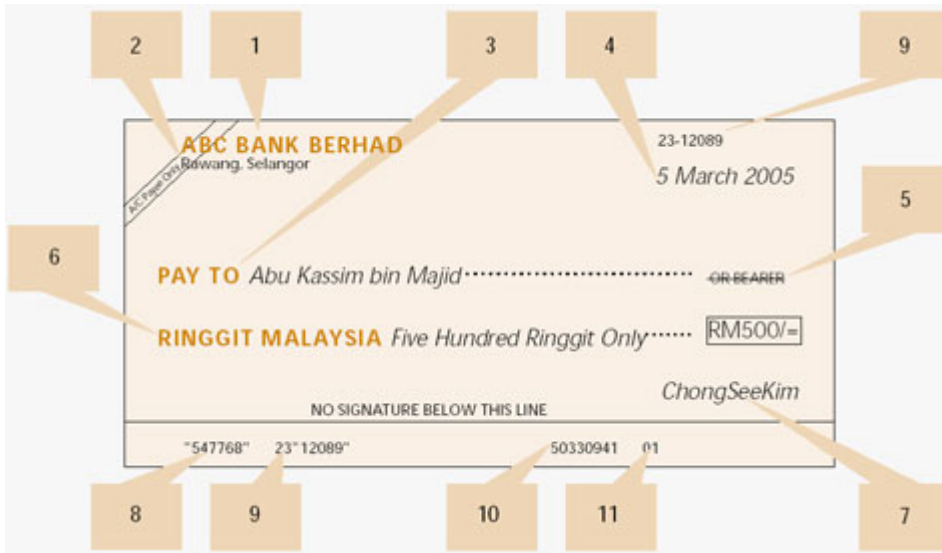 2 1 3 4 9
ABC BANK BERHAD 23-12089
Rawang, Selangor
A/C Payee Only
5 March 2005
5
6
PAY TO Abu Kassim bin Majid OR BEARER
RINGGIT MALAYSIA Five Hundred Ringgit Only RM500/=
ChongSeeKim
NO SIGNATURE BELOW THIS LINE
"547768" 23"12089" 50330941 01
8 9 10 11 7